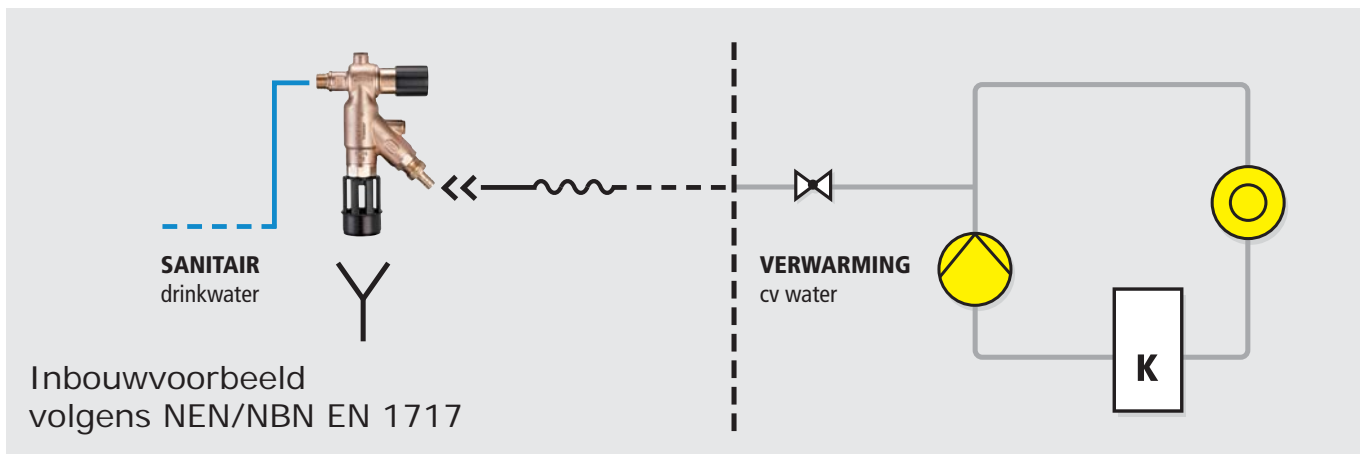 SANITAIR
drinkwater
VERWARMING
cv water
K
Inbouwvoorbeeld
volgens NEN/NBN EN 1717